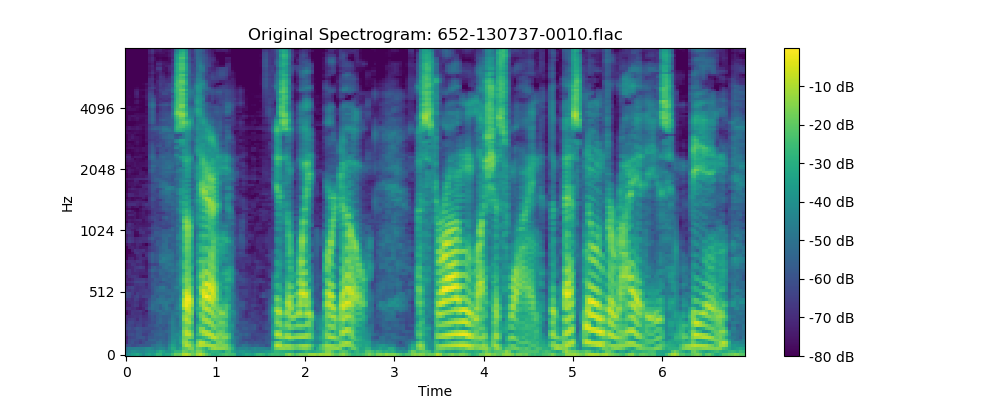 Original Spectrogram: 652-130737-0010.flac
Hz
4096
2048
1024
512
0
0 1 2 3 4 5 6
Time
-10 dB
-20 dB
-30 dB
-40 dB
-50 dB
-60 dB
-70 dB
-80 dB